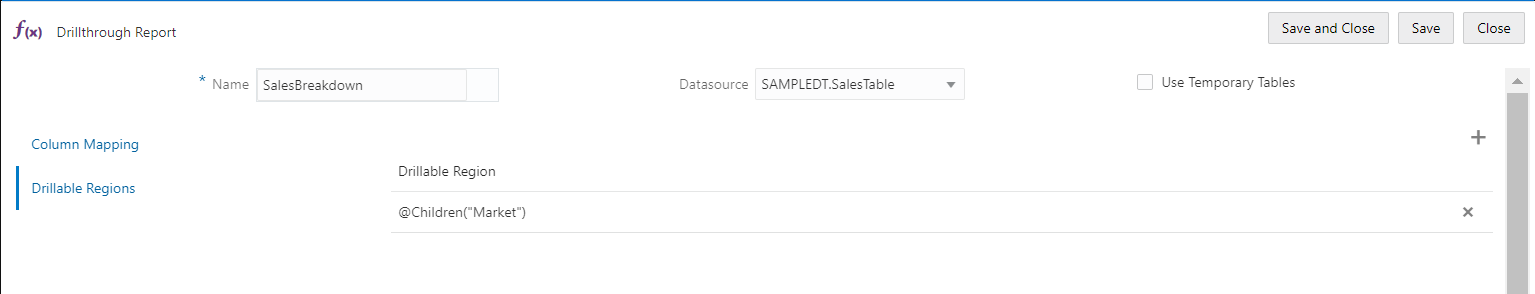 f(x) Drillthrough Report Save and Close Save Close
* Name SalesBreakdown Datasource SAMPLEDT.SalesTable Use Temporary Tables
Column Mapping
Drillable Region
Drillable Regions
@Children("Market")